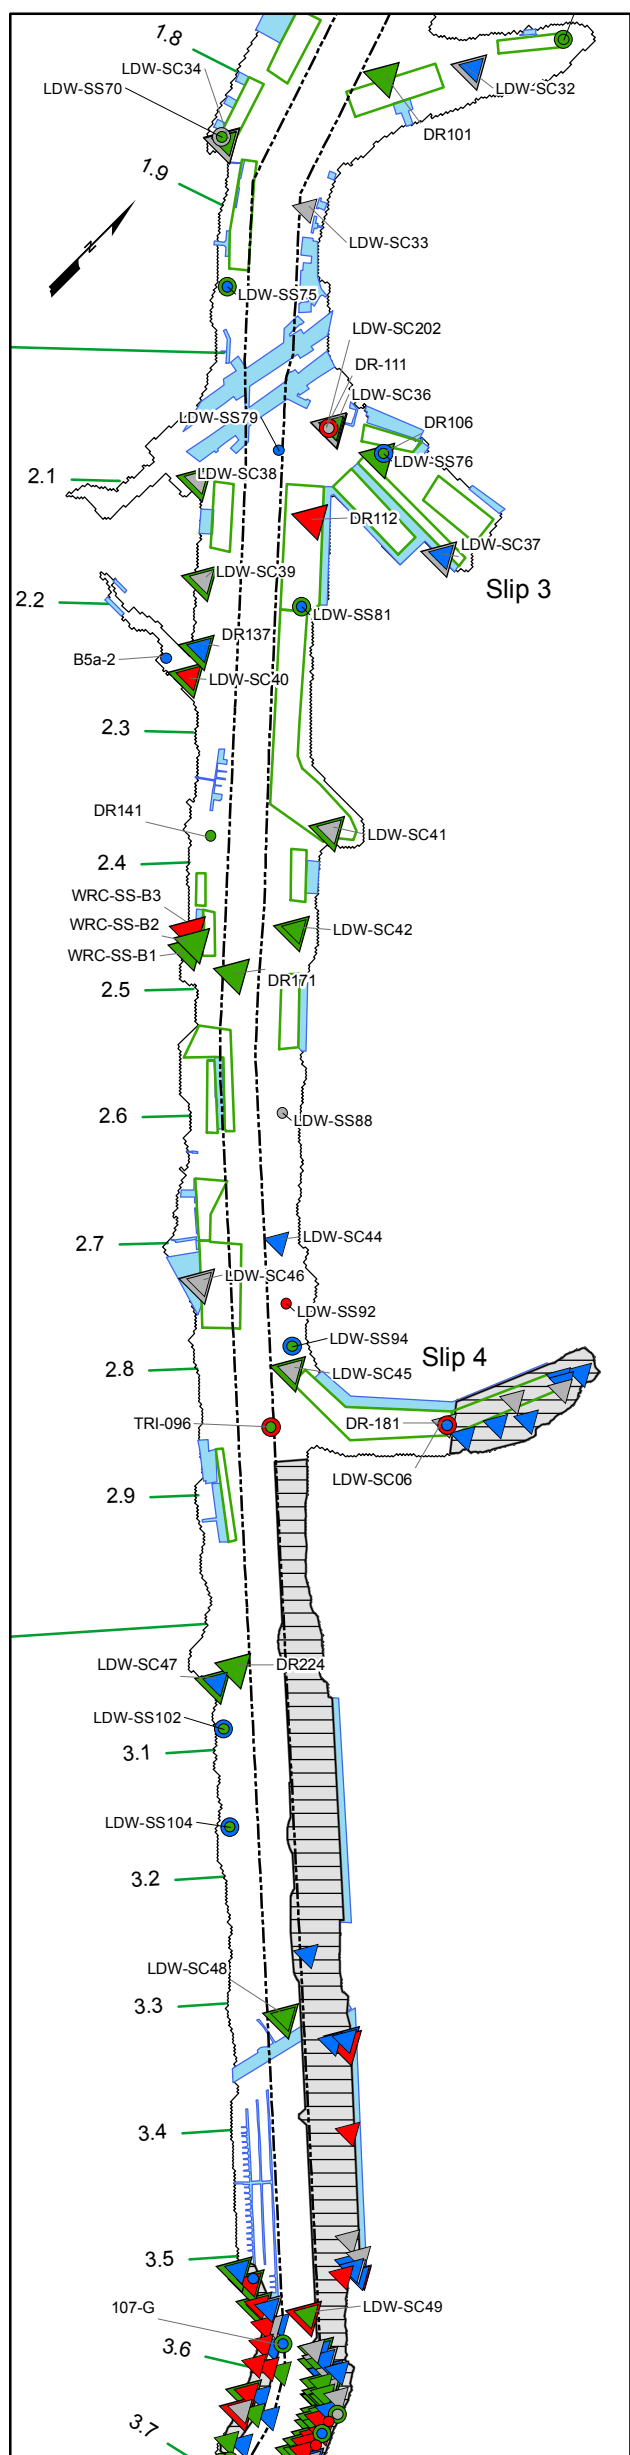 1.8
LDW-SC34
LDW-SS70
LDW-SC32
DR101
1.9
N
LDW-SC33
LDW-SS75
LDW-SC202
DR-111
LDW-SC36
LDW-SS79
DR106
LDW-SS76
2.1
LDW-SC38
DR112
LDW-SC37
LDW-SC39
Slip 3
2.2
LDW-SS81
DR137
B5a-2
LDW-SC40
2.3
DR141
LDW-SC41
2.4
WRC-SS-B3
WRC-SS-B2
LDW-SC42
WRC-SS-B1
DR171
2.5
2.6
LDW-SS88
2.7
LDW-SC44
LDW-SC46
LDW-SS92
LDW-SS94
Slip 4
2.8
LDW-SC45
TRI-096
DR-181
LDW-SC06
2.9
LDW-SC47
DR224
LDW-SS102
3.1
LDW-SS104
3.2
LDW-SC48
3.3
3.4
3.5
107-G
LDW-SC49
3.6
3.7